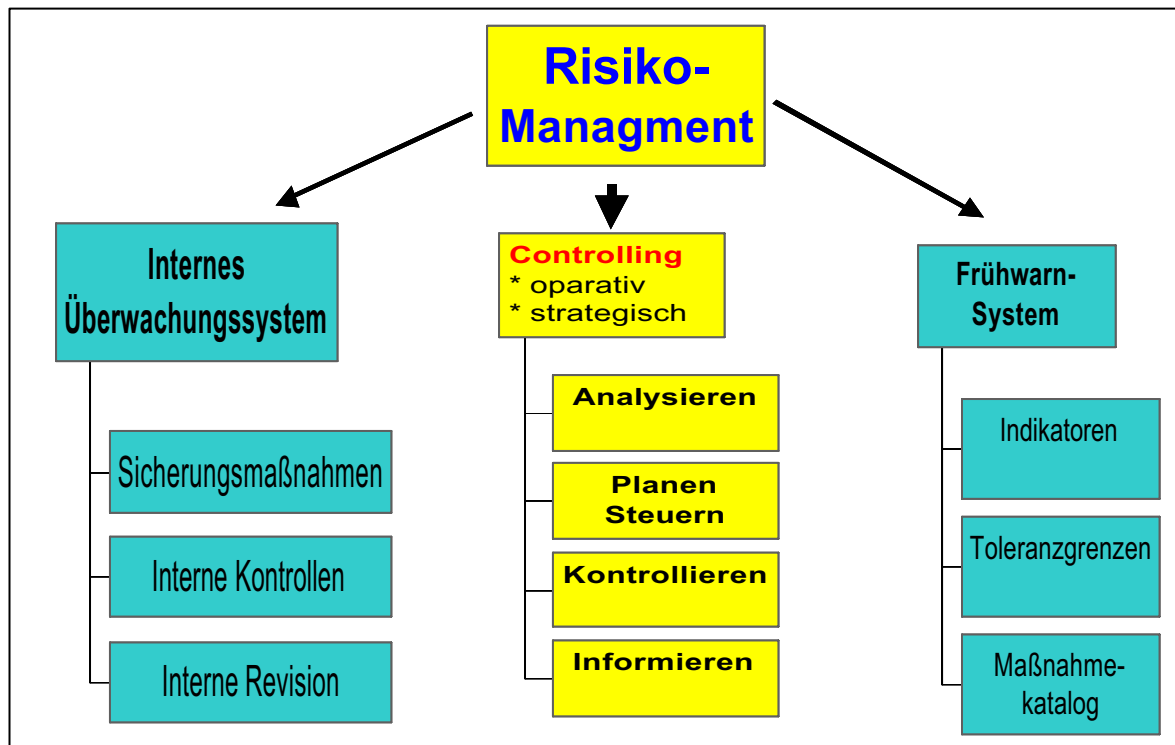 Risiko-
Managment
Internes
Überwachungssystem
Sicherungsmaßnahmen
Interne Kontrollen
Interne Revision
Controlling
* oparativ
* strategisch
Analysieren
Planen
Steuern
Kontrollieren
Informieren
Frühwarn-
System
Indikatoren
Toleranzgrenzen
Maßnahme-
katalog